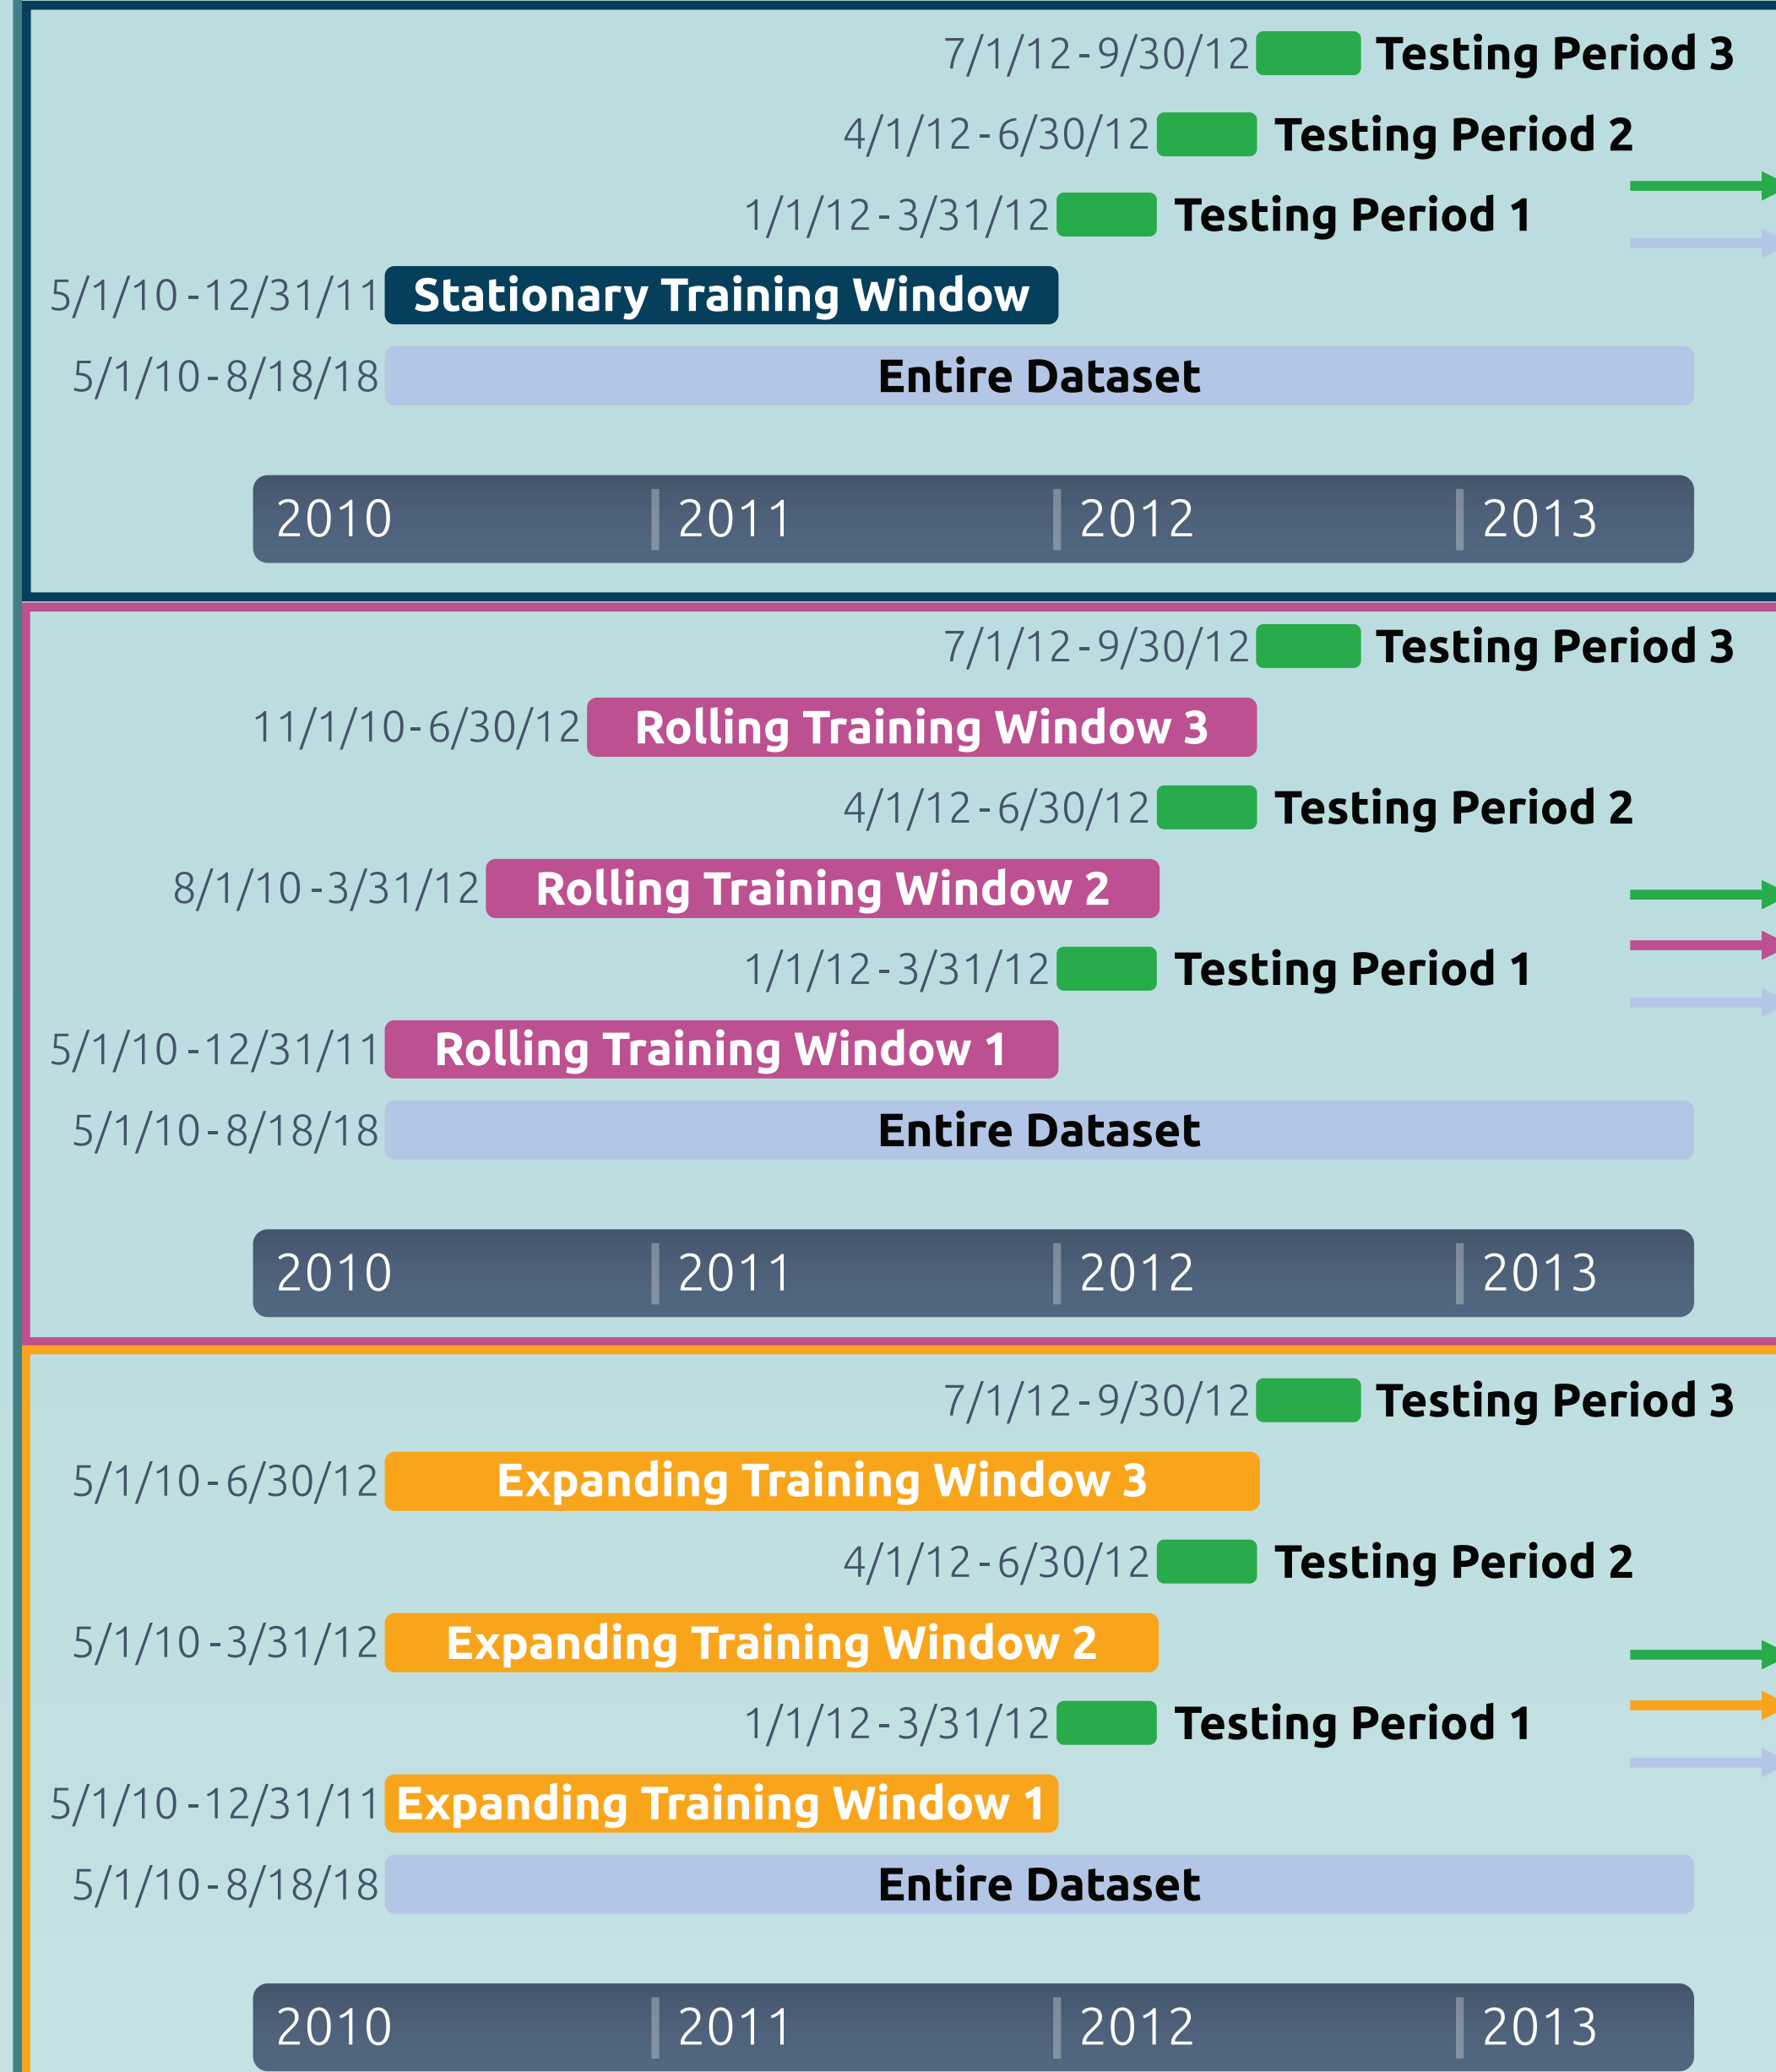 7/1/12-9/30/12 Testing Period 3
4/1/12-6/30/12 Testing Period 2
1/1/12-3/31/12 Testing Period 1
5/1/10-12/31/11 Stationary Training Window
5/1/10-8/18/18 Entire Dataset
2010 2011 2012 2013
7/1/12-9/30/12 Testing Period 3
11/1/10-6/30/12 Rolling Training Window 3
4/1/12-6/30/12 Testing Period 2
8/1/10-3/31/12 Rolling Training Window 2
1/1/12-3/31/12 Testing Period 1
5/1/10-12/31/11 Rolling Training Window 1
5/1/10-8/18/18 Entire Dataset
2010 2011 2012 2013
7/1/12-9/30/12 Testing Period 3
5/1/10-6/30/12 Expanding Training Window 3
4/1/12-6/30/12 Testing Period 2
5/1/10-3/31/12 Expanding Training Window 2
1/1/12-3/31/12 Testing Period 1
5/1/10-12/31/11 Expanding Training Window 1
5/1/10-8/18/18 Entire Dataset
2010 2011 2012 2013